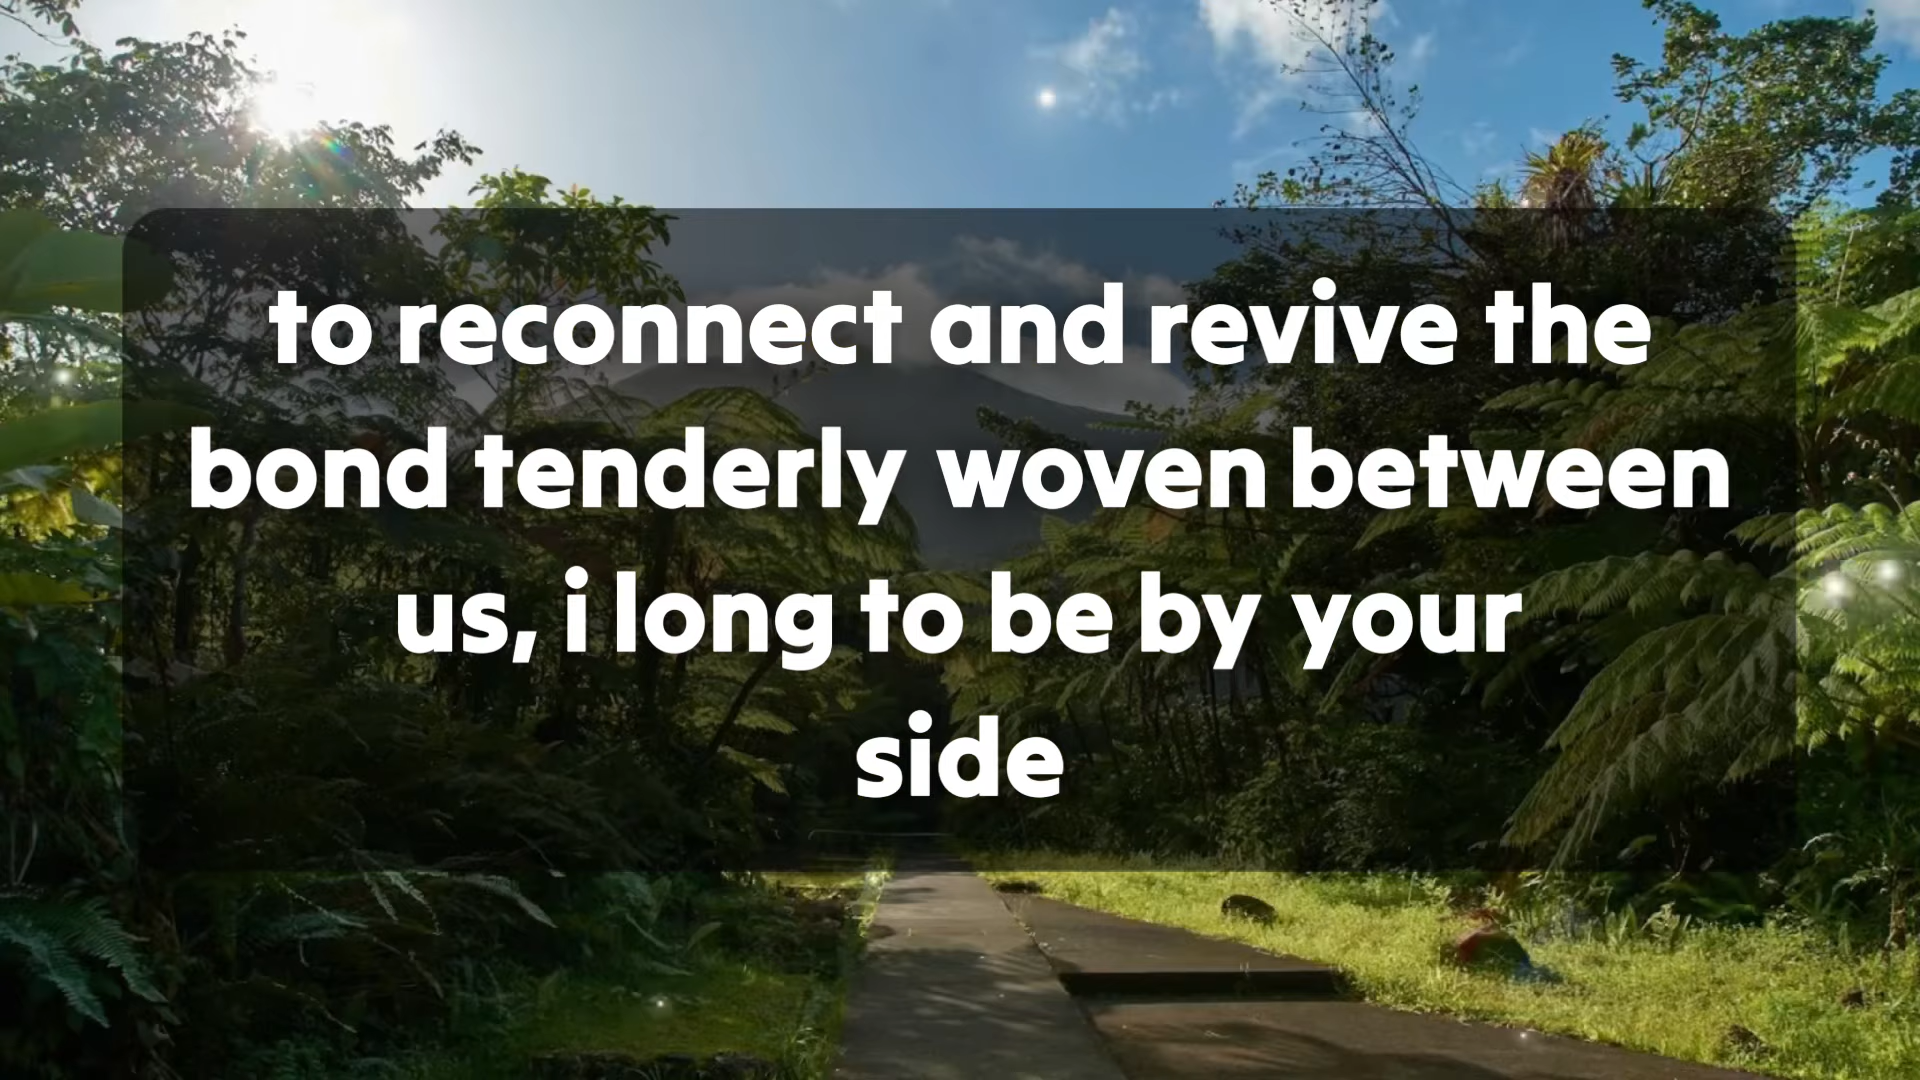 to reconnect and revive the
bond tenderly woven between
us, i long to be by your
side